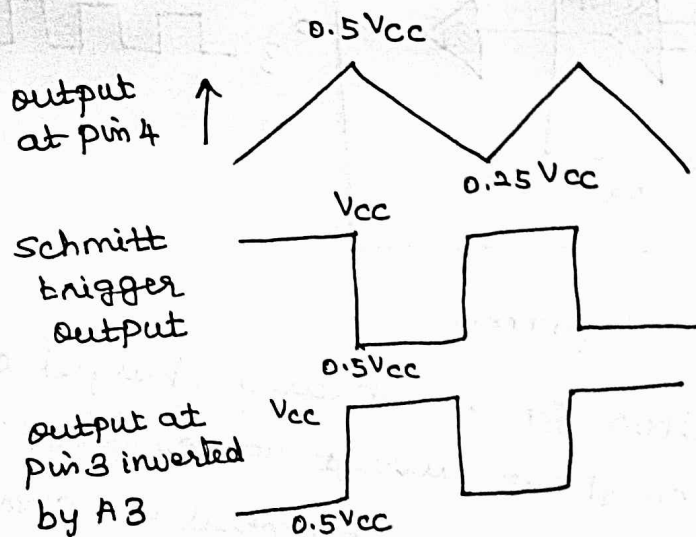 0.5 Vcc
output
at pin 4
0.25 Vcc
Vcc
schmitt
trigger
output
0.5Vcc
output at
pin 3 inverted
by A3
Vcc
0.5Vcc